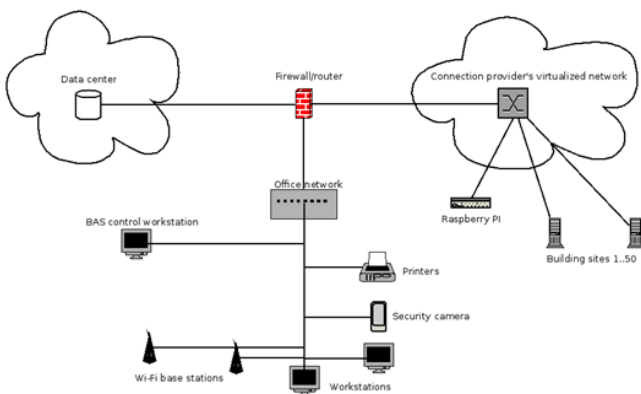 Data center
Firewall/router
Connection provider's virtualized network
Office network
Raspberry PI
BAS control workstation
Building sites 1..50
Printers
Security camera
Wi-Fi base stations
Workstations